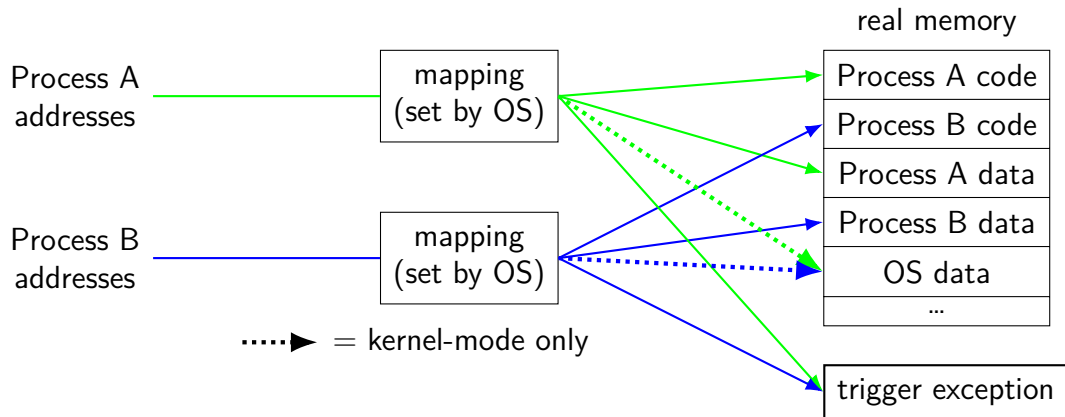 real memory
Process A
addresses
mapping
(set by OS)
Process A code
Process B code
Process A data
Process B
addresses
mapping
(set by OS)
Process B data
OS data
...
= kernel-mode only
trigger exception